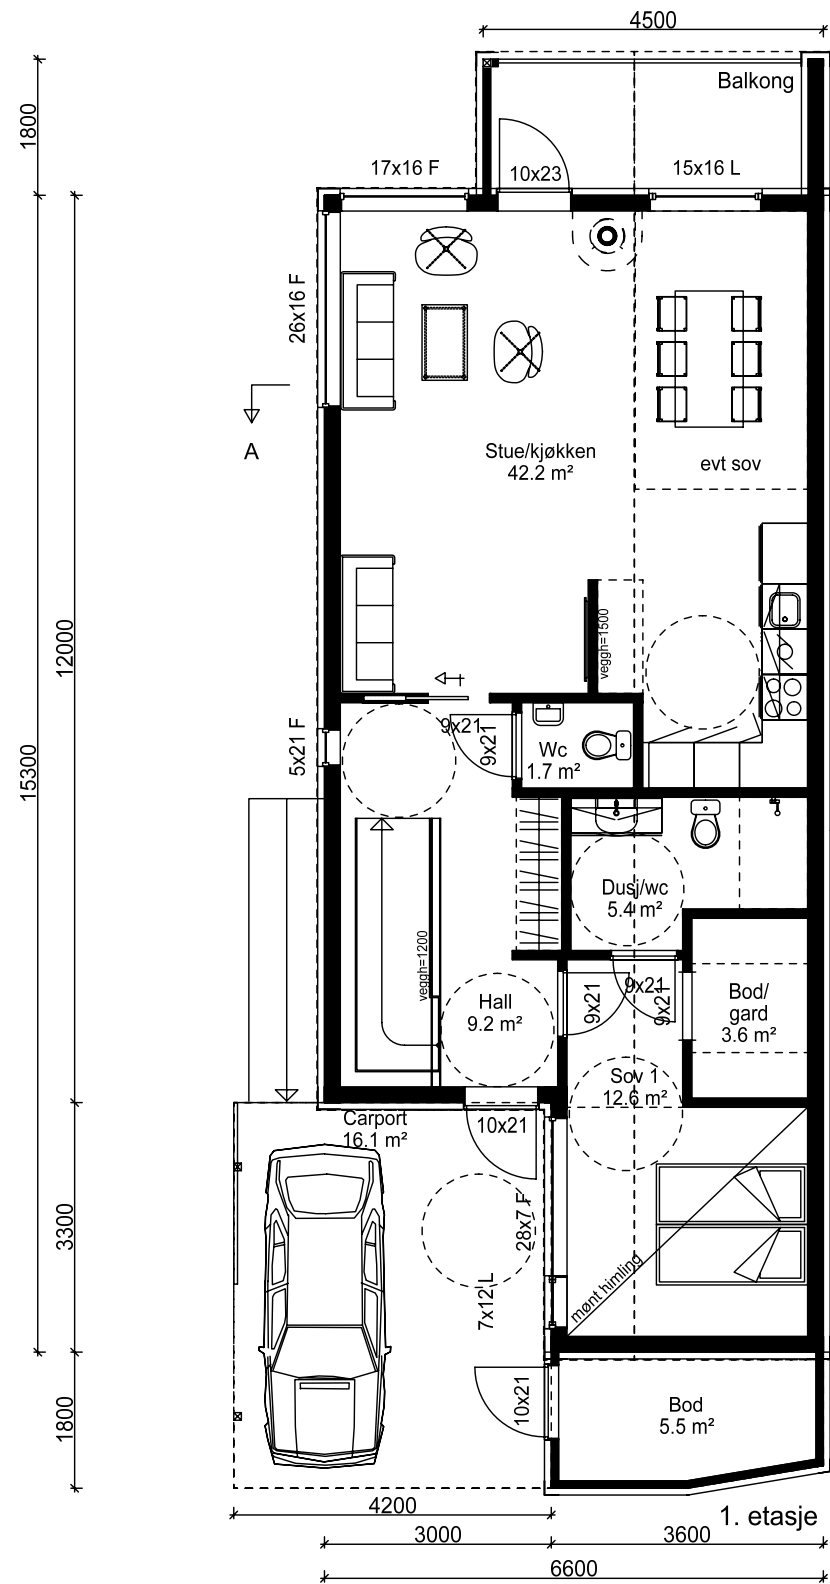 4500
Balkong
1800
17x16 F
10x23
15x16 L
26x16 F
A
Stue/kjøkken
42.2 m²
evt sov
veggh=1500
12000
15300
9x21
9x21
Wc
1.7 m²
5x21 F
Dusj/wc
5.4 m²
veggh=1200
Hall
9.2 m²
9x21
9x21
9x21
Bod/
gard
3.6 m²
Sov 1
12.6 m²
Carport
16.1 m²
10x21
28x7 F
7x12 L
mønt himling
3300
1800
10x21
Bod
5.5 m²
4200
1. etasje
3000
3600
6600